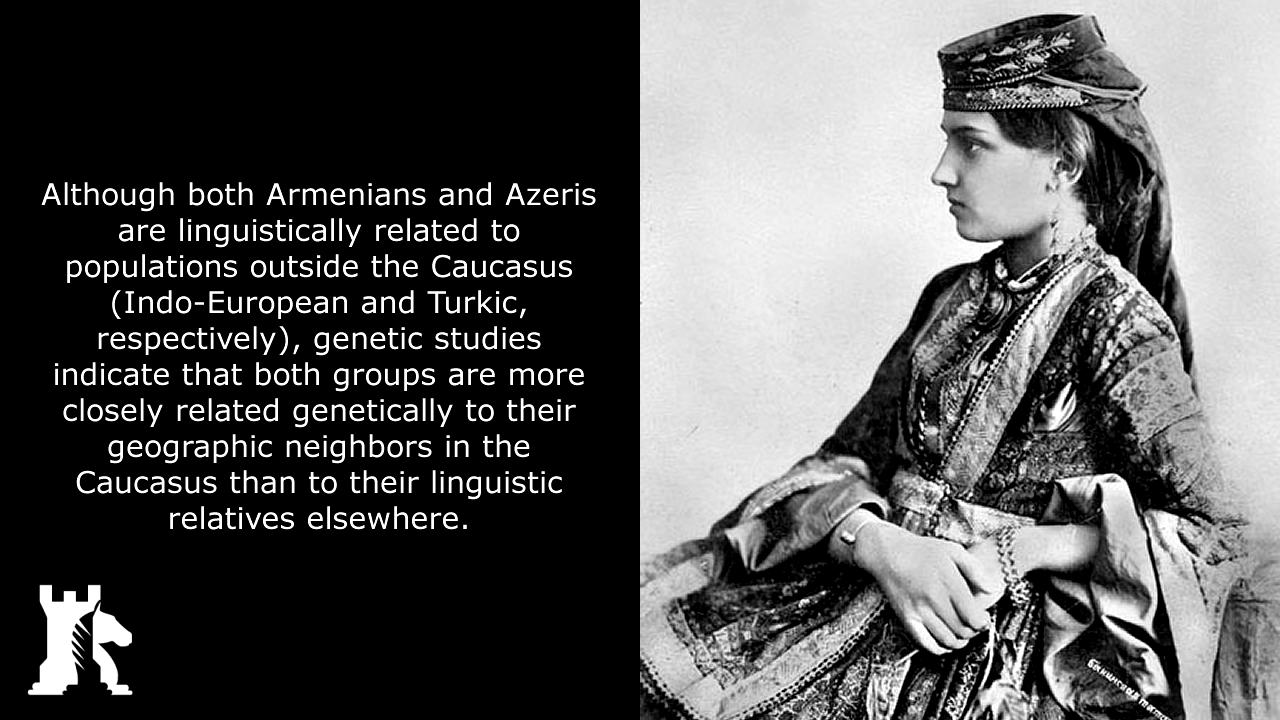 Although both Armenians and Azeris
are linguistically related to
populations outside the Caucasus
(Indo-European and Turkic,
respectively), genetic studies
indicate that both groups are more
closely related genetically to their
geographic neighbors in the
Caucasus than to their linguistic
relatives elsewhere.